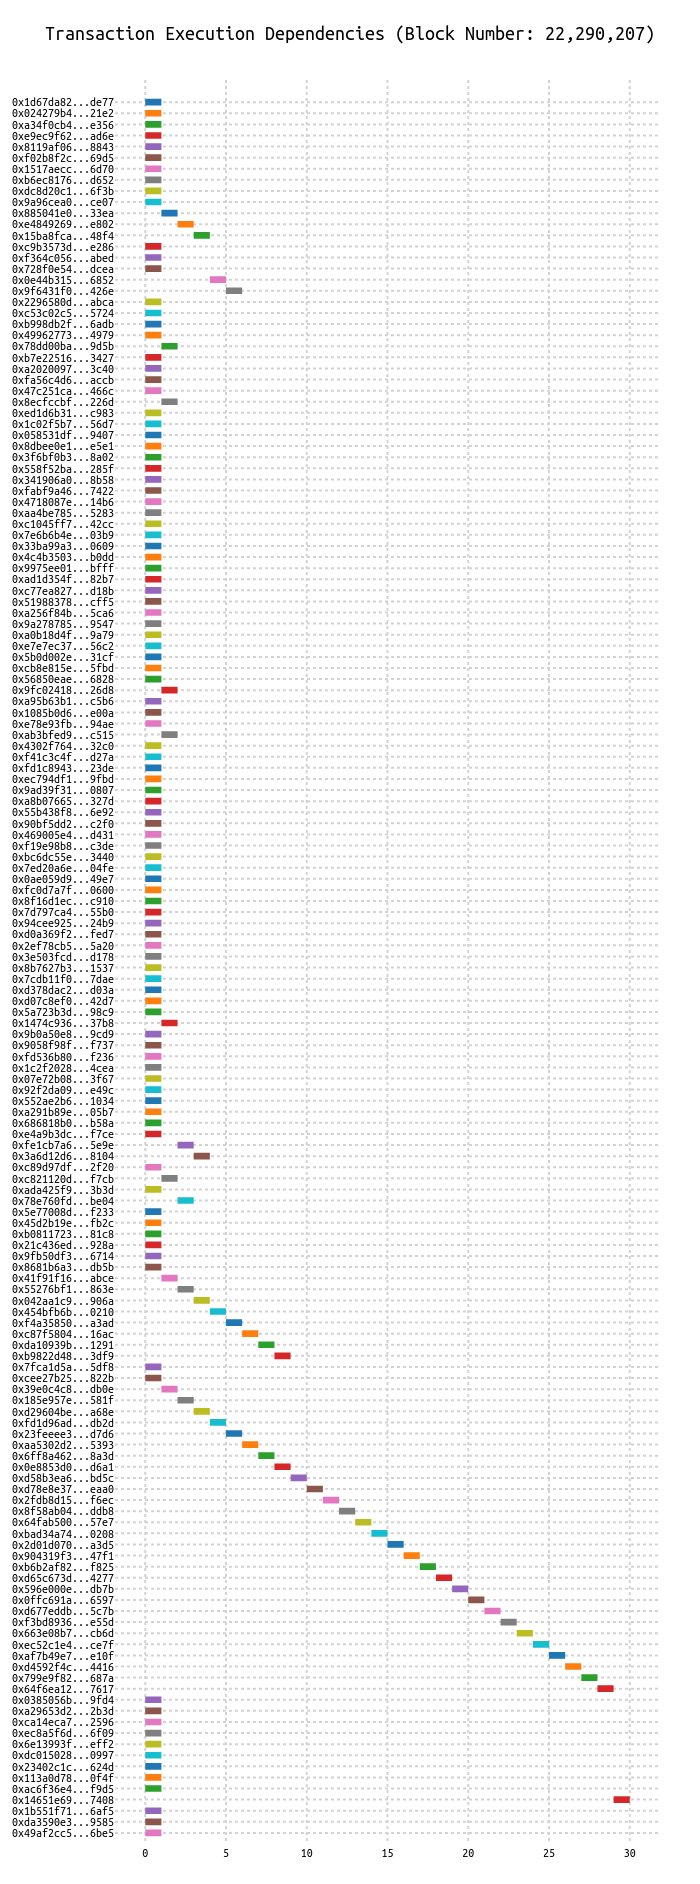 Transaction Execution Dependencies (Block Number: 22,290,207)
0x1d67da82...de77
0x024279b4...21e2
0xa34f0cb4...e356
0xe9ec9f62...ad6e
0x8119af06...8843
0xf02b8f2c...69d5
0x1517aecc...6d70
0xb6ec8176...d652
0xdc8d20c1...6f3b
0x9a96cea0...ce07
0x885041e0...33ea
0xe4849269...e802
0x15ba8fca...48f4
0xc9b3573d...e286
0xf364c056...abed
0x728f0e54...dcea
0x0e44b315...6852
0x9f6431f0...426e
0x2296580d...abca
0xc53c02c5...5724
0xb998db2f...6adb
0x49962773...4979
0x78dd00ba...9d5b
0xb7e22516...3427
0xa2020097...3c40
0xfa56c4d6...accb
0x47c251ca...466c
0x8ecfccbf...226d
0xed1d6b31...c983
0x1c02f5b7...56d7
0x058531df...9407
0x8dbee0e1...e5e1
0x3f6bf0b3...8a02
0x558f52ba...285f
0x341906a0...8b58
0xfabf9a46...7422
0x4718087e...14b6
0xaa4be785...5283
0xc1045ff7...42cc
0x7e6b6b4e...03b9
0x33ba99a3...0609
0x4c4b3503...b0dd
0x9975ee01...bfff
0xad1d354f...82b7
0xc77ea827...d18b
0x51988378...cff5
0xa256f84b...5ca6
0x9a278785...9547
0xa0b18d4f...9a79
0xe7e7ec37...56c2
0x5b0d002e...31cf
0xcb8e815e...5fbd
0x56850eae...6828
0x9fc02418...26d8
0xa95b63b1...c5b6
0x1085b0d6...e00a
0xe78e93fb...94ae
0xab3bfed9...c515
0x4302f764...32c0
0xf41c3c4f...d27a
0xfd1c8943...23de
0xec794df1...9fbd
0x9ad39f31...0807
0xa8b07665...327d
0x55b438f8...6e92
0x90bf5dd2...c2f0
0x469005e4...d431
0xf19e98b8...c3de
0xbc6dc55e...3440
0x7ed20a6e...04fe
0x0ae059d9...49e7
0xfc0d7a7f...0600
0x8f16d1ec...c910
0x7d797ca4...55b0
0x94cee925...24b9
0xd0a369f2...fed7
0x2ef78cb5...5a20
0x3e503fcd...d178
0x8b7627b3...1537
0x7cdb11f0...7dae
0xd378dac2...d03a
0xd07c8ef0...42d7
0x5a723b3d...98c9
0x1474c936...37b8
0x9b0a50e8...9cd9
0x9058f98f...f737
0xfd536b80...f236
0x1c2f2028...4cea
0x07e72b08...3f67
0x92f2da09...e49c
0x552ae2b6...1034
0xa291b89e...05b7
0x686818b0...b58a
0xe4a9b3dc...f7ce
0xfe1cb7a6...5e9e
0x3a6d12d6...8104
0xc89d97df...2f20
0xc821120d...f7cb
0xada425f9...3b3d
0x78e760fd...be04
0x5e77008d...f233
0x45d2b19e...fb2c
0xb0811723...81c8
0x21c436ed...928a
0x9fb50df3...6714
0x8681b6a3...db5b
0x41f91f16...abce
0x55276bf1...863e
0x042aa1c9...906a
0x454bfb6b...0210
0xf4a35850...a3ad
0xc87f5804...16ac
0xda10939b...1291
0xb9822d48...3df9
0x7fca1d5a...5df8
0xcee27b25...822b
0x39e0c4c8...db0e
0x185e957e...581f
0xd29604be...a68e
0xfd1d96ad...db2d
0x23feeee3...d7d6
0xaa5302d2...5393
0x6ff8a462...8a3d
0x0e8853d0...d6a1
0xd58b3ea6...bd5c
0xd78e8e37...eaa0
0x2fdb8d15...f6ec
0x8f58ab04...ddb8
0x64fab500...57e7
0xbad34a74...0208
0x2d01d070...a3d5
0x904319f3...47f1
0xb6b2af82...f825
0xd65c673d...4277
0x596e000e...db7b
0x0ffc691a...6597
0xd677eddb...5c7b
0xf3bd8936...e55d
0x663e08b7...cb6d
0xec52c1e4...ce7f
0xaf7b49e7...e10f
0xd4592f4c...4416
0x799e9f82...687a
0x64f6ea12...7617
0x0385056b...9fd4
0xa29653d2...2b3d
0xca14eca7...2596
0xec8a5f6d...6f09
0x6e13993f...eff2
0xdc015028...0997
0x23402c1c...624d
0x113a0d78...0f4f
0xac6f36e4...f9d5
0x14651e69...7408
0x1b551f71...6af5
0xda3590e3...9585
0x49af2cc5...6be5
0 5 10 15 20 25 30